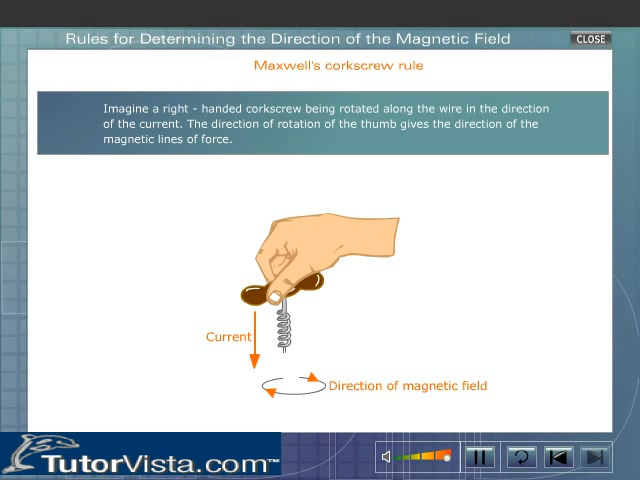 Rules for Determining the Direction of the Magnetic Field
CLOSE
Maxwell's corkscrew rule
Imagine a right - handed corkscrew being rotated along the wire in the direction
of the current. The direction of rotation of the thumb gives the direction of the
magnetic lines of force.
Current
Direction of magnetic field
TutorVista.com™